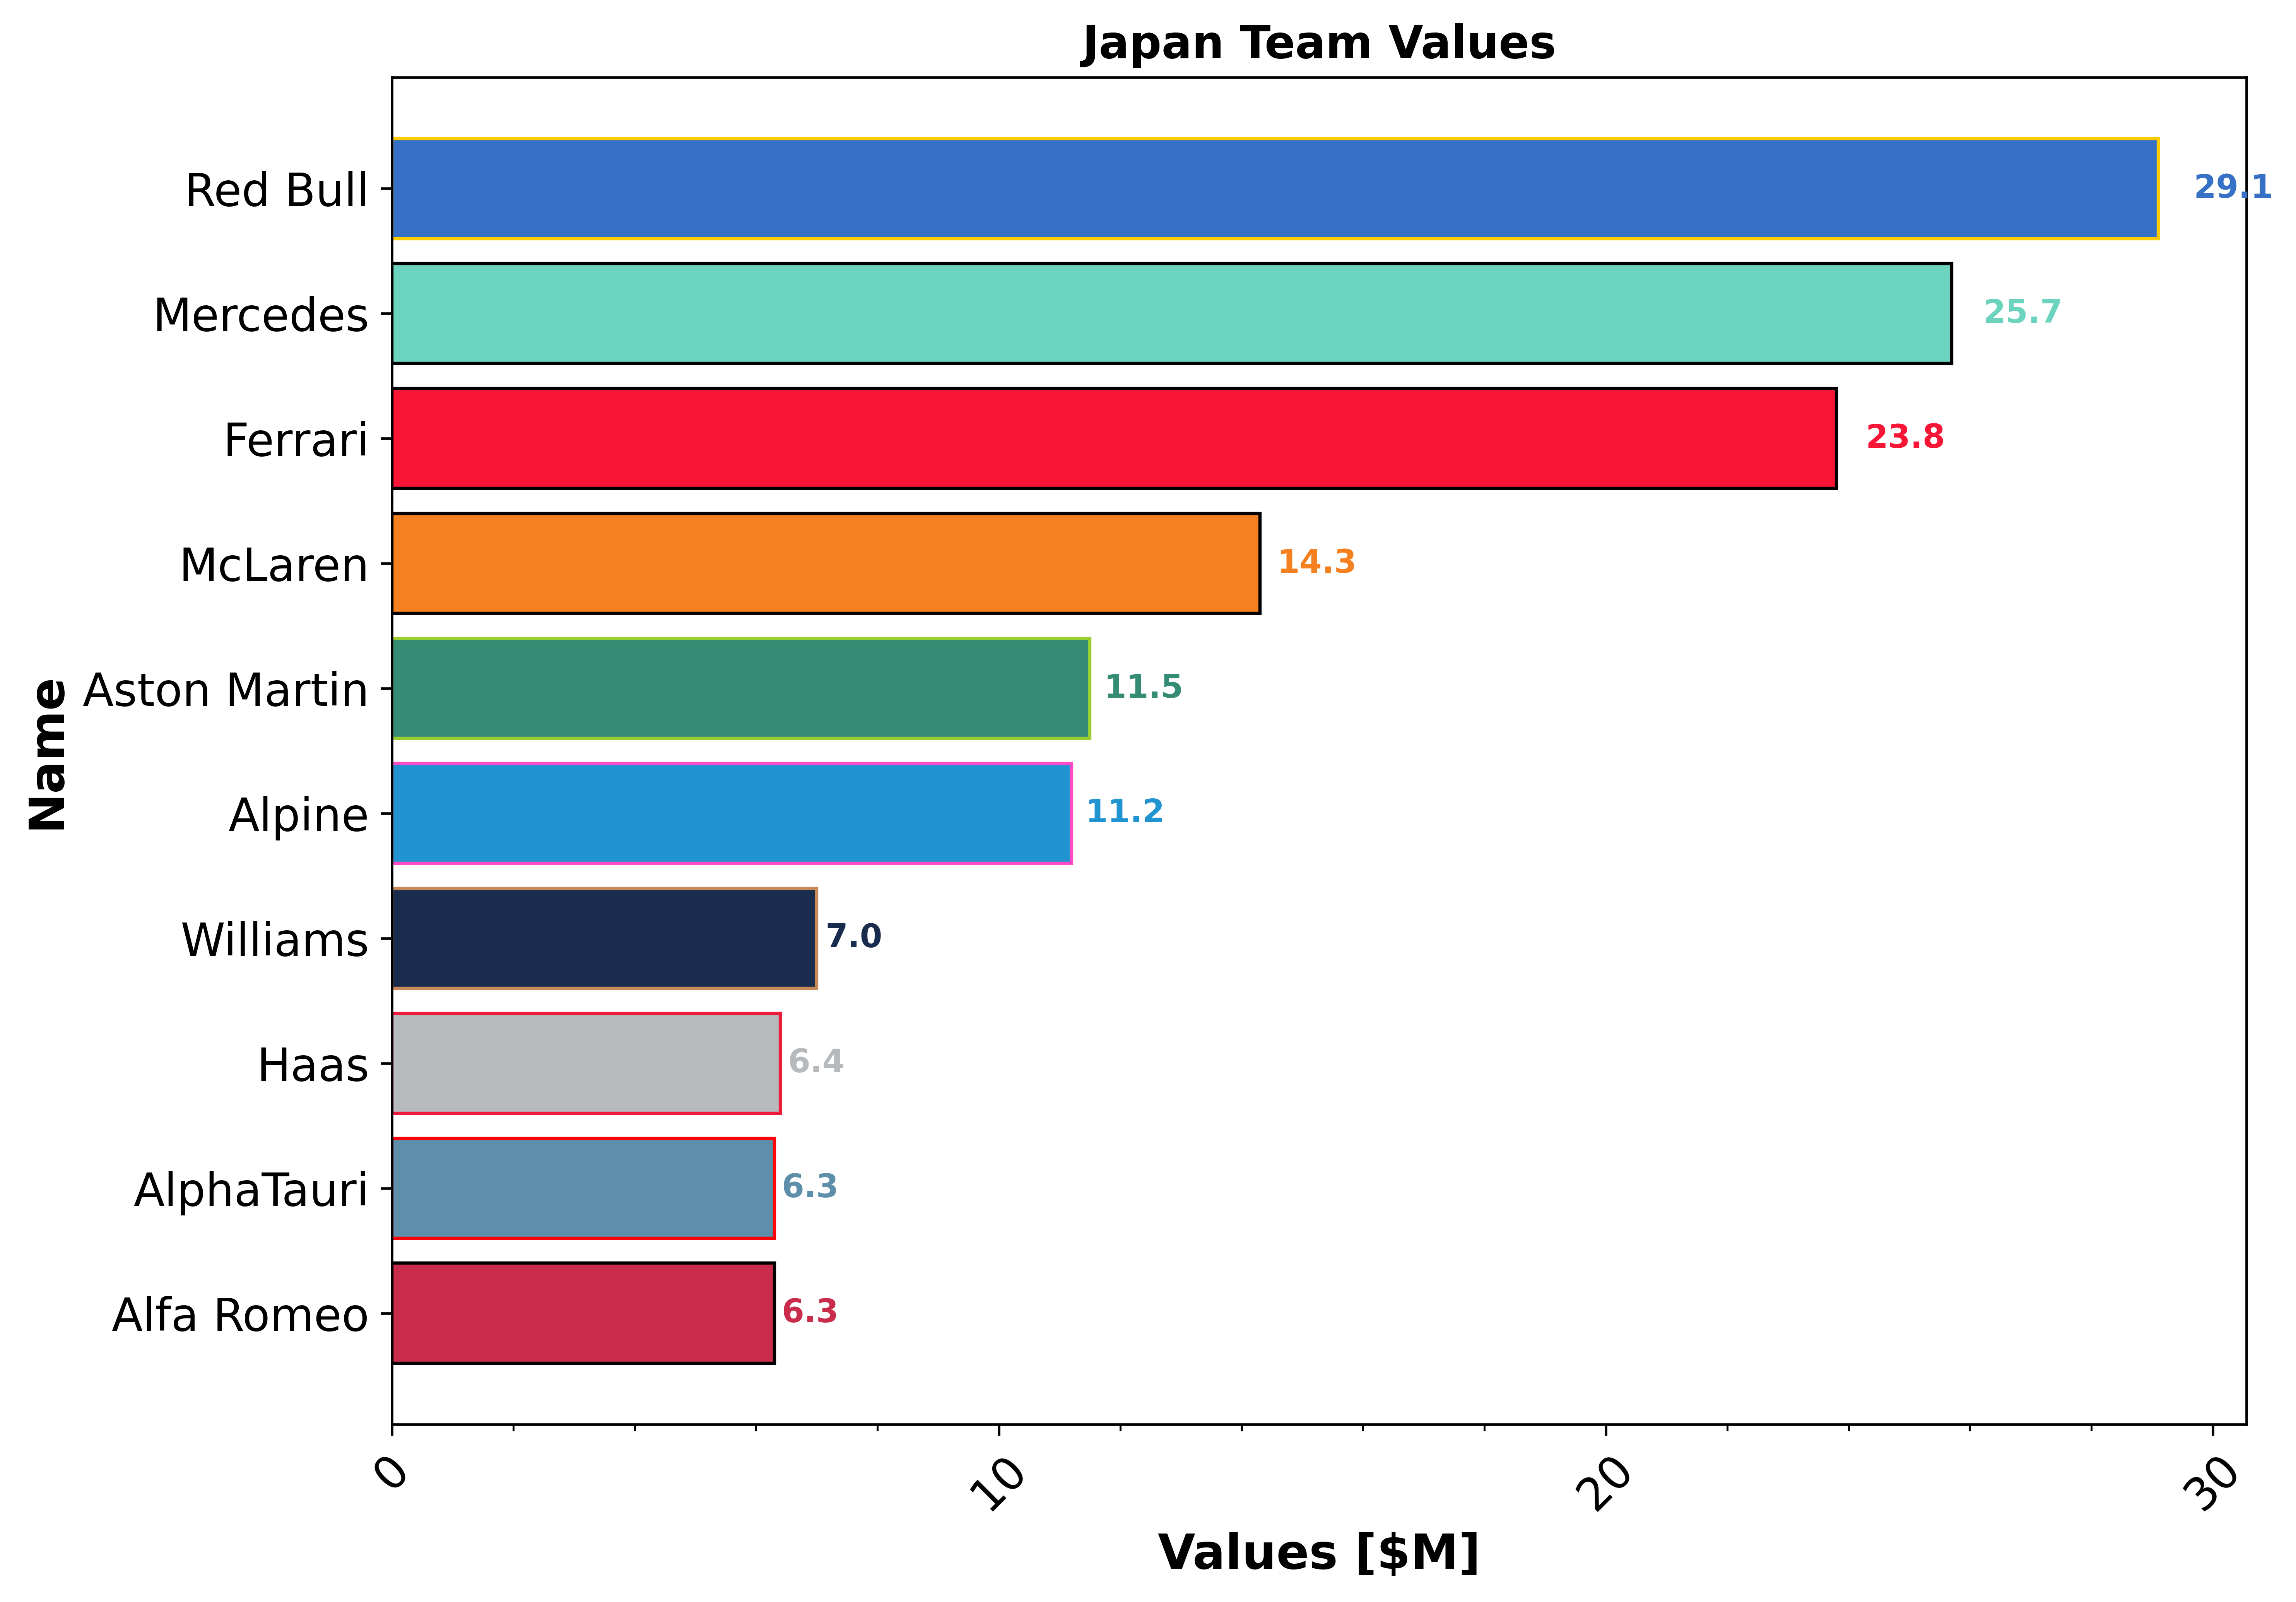 Japan Team Values
Red Bull 29.1
Mercedes 25.7
Ferrari 23.8
McLaren 14.3
Aston Martin 11.5
Alpine 11.2
Williams 7.0
Haas 6.4
AlphaTauri 6.3
Alfa Romeo 6.3
Name
0 10 20 30
Values [$M]